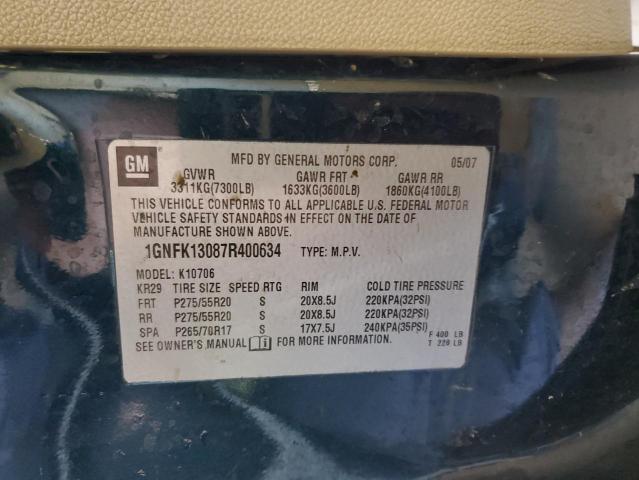 GM
MFD BY GENERAL MOTORS CORP. 05/07
GVWR GAWR FRT GAWR RR
3311KG(7300LB) 1633KG(3600LB) 1860KG(4100LB)
THIS VEHICLE CONFORMS TO ALL APPLICABLE U.S. FEDERAL MOTOR
VEHICLE SAFETY STANDARDS IN EFFECT ON THE DATE OF
MANUFACTURE SHOWN ABOVE.
1GNFK13087R400634 TYPE: M.P.V.
MODEL: K10706
KR29 TIRE SIZE SPEED RTG RIM COLD TIRE PRESSURE
FRT P275/55R20 S 20X8.5J 220KPA(32PSI)
RR P275/55R20 S 20X8.5J 220KPA(32PSI)
SPA P265/70R17 S 17X7.5J 240KPA(35PSI)
SEE OWNER'S MANUAL FOR MORE INFORMATION.
F 400 LB
T 220 LB